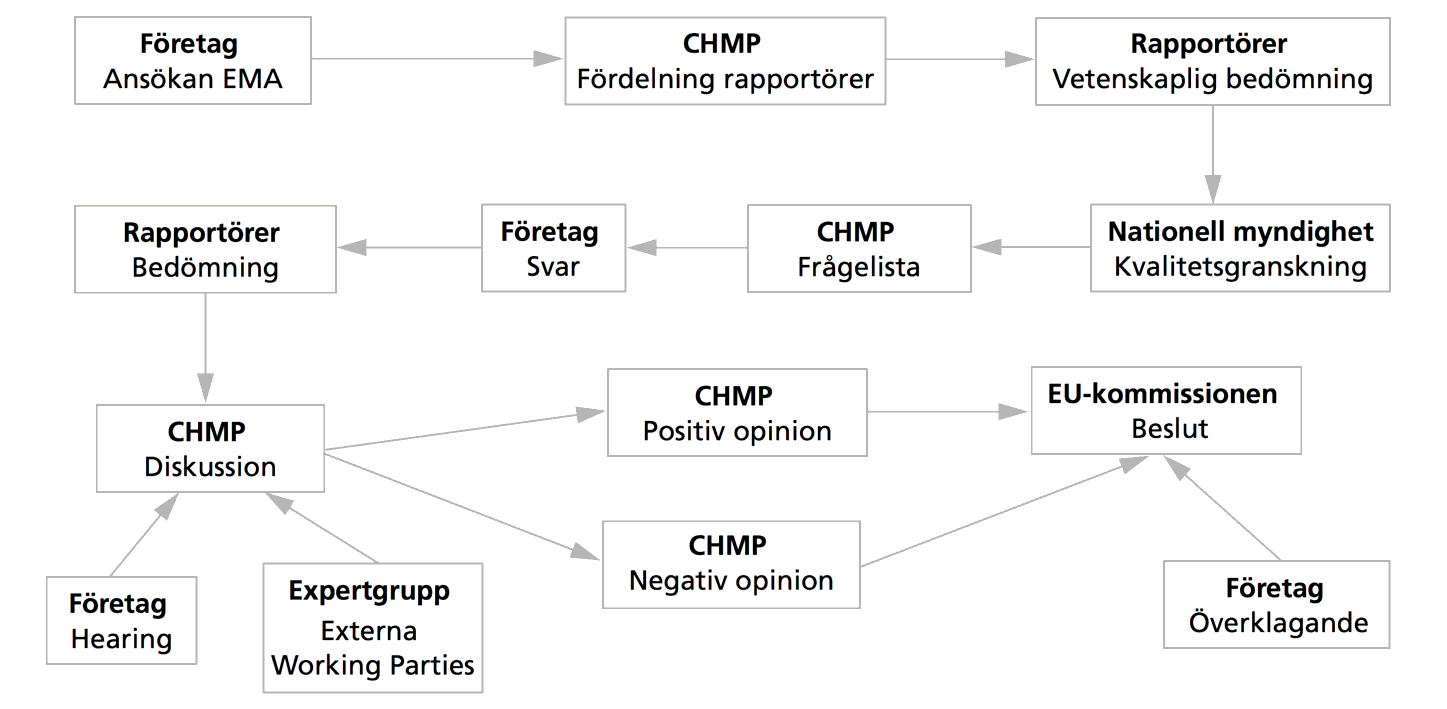 Företag
Ansökan EMA
CHMP
Fördelning rapportörer
Rapportörer
Vetenskaplig bedömning
Rapportörer
Bedömning
Företag
Svar
CHMP
Frågelista
Nationell myndighet
Kvalitetsgranskning
CHMP
Diskussion
CHMP
Positiv opinion
EU-kommissionen
Beslut
CHMP
Negativ opinion
Företag
Hearing
Expertgrupp
Externa
Working Parties
Företag
Överklagande